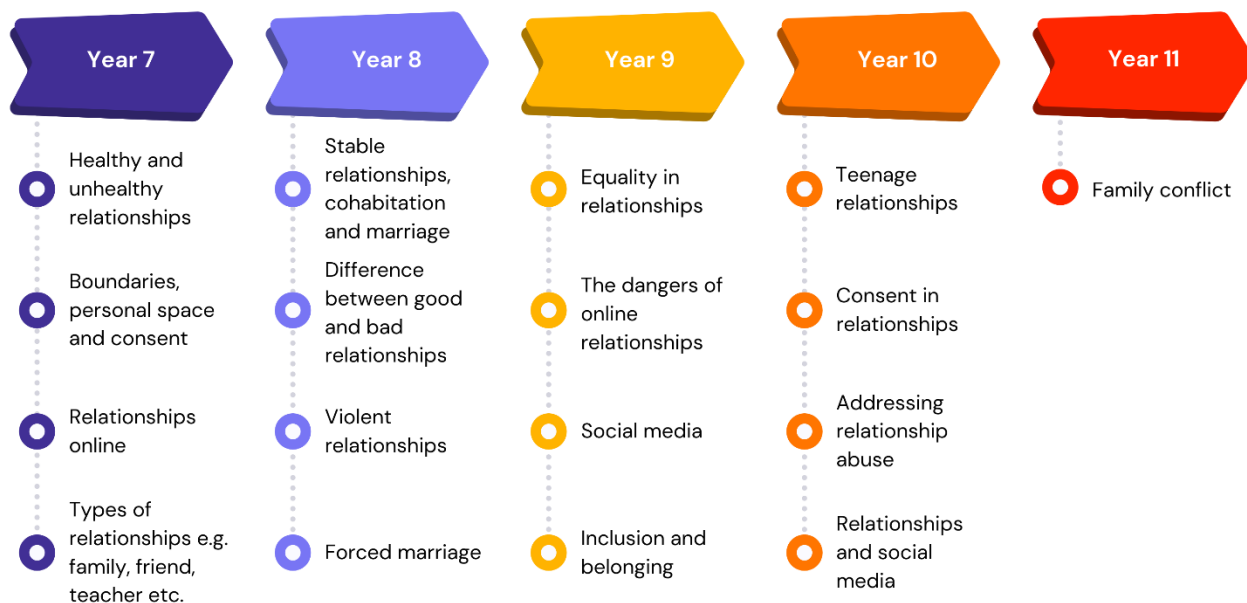 Year 7
Healthy and
unhealthy
relationships
Boundaries,
personal space
and consent
Relationships
online
Types of
relationships e.g.
family, friend,
teacher etc.
Year 8
Stable
relationships,
cohabitation
and marriage
Difference
between good
and bad
relationships
Violent
relationships
Forced marriage
Year 9
Equality in
relationships
The dangers of
online
relationships
Social media
Inclusion and
belonging
Year 10
Teenage
relationships
Consent in
relationships
Addressing
relationship
abuse
Relationships
and social
media
Year 11
Family conflict